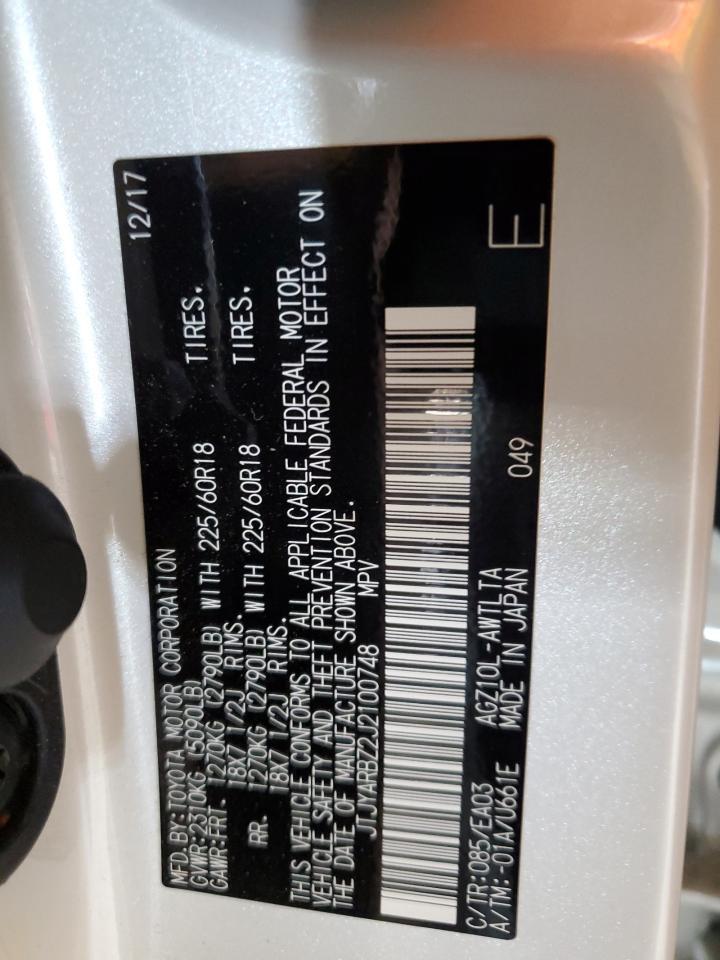 MFD. BY: TOYOTA MOTOR CORPORATION 12/17
GVWR: 2310KG (5090LB)
GAWR: FRT. 1270KG (2790LB) WITH 225/60R18 TIRES.
18X7 1/2J RIMS.
RR. 1270KG (2790LB) WITH 225/60R18 TIRES.
18X7 1/2J RIMS.
THIS VEHICLE CONFORMS TO ALL APPLICABLE FEDERAL MOTOR
VEHICLE SAFETY AND THEFT PREVENTION STANDARDS IN EFFECT ON
THE DATE OF MANUFACTURE SHOWN ABOVE.
JTJYARBZ2J2100748 MPV
C/TR: 085/EA03 AGZ10L-AWTLTA 049 E
A/TM: -01A/U661E MADE IN JAPAN